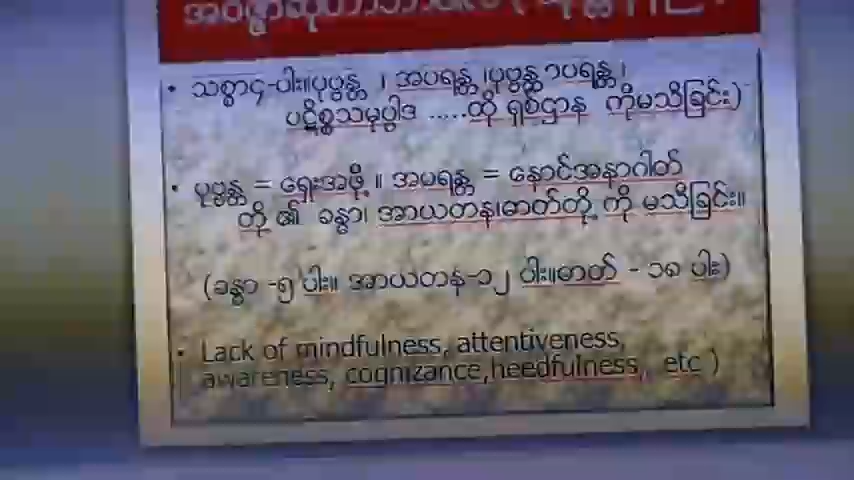 • သစ္စာ၄-ပါး။ပုဗ္ဗန္တ ၊ အပရန္တ ၊ပုဗ္ဗန္တာပရန္တ ၊
ပဋိစ္စသမုပ္ပါဒ .....တို့ ရှစ်ဌာန ကိုမသိခြင်း)
• ပုဗ္ဗန္တ = ရှေးအဖို့ ။ အပရန္တ = နှောင်အနာဂါတ်
တို့ ၏ ခန္ဓာ၊ အာယတန၊ဓာတ်တို့ ကို မသိခြင်း။
(ခန္ဓာ -၅ ပါး။ အာယတန-၁၂ ပါး။ဓာတ် - ၁၈ ပါး)
• Lack of mindfulness, attentiveness,
awareness, cognizance,heedfulness, etc )